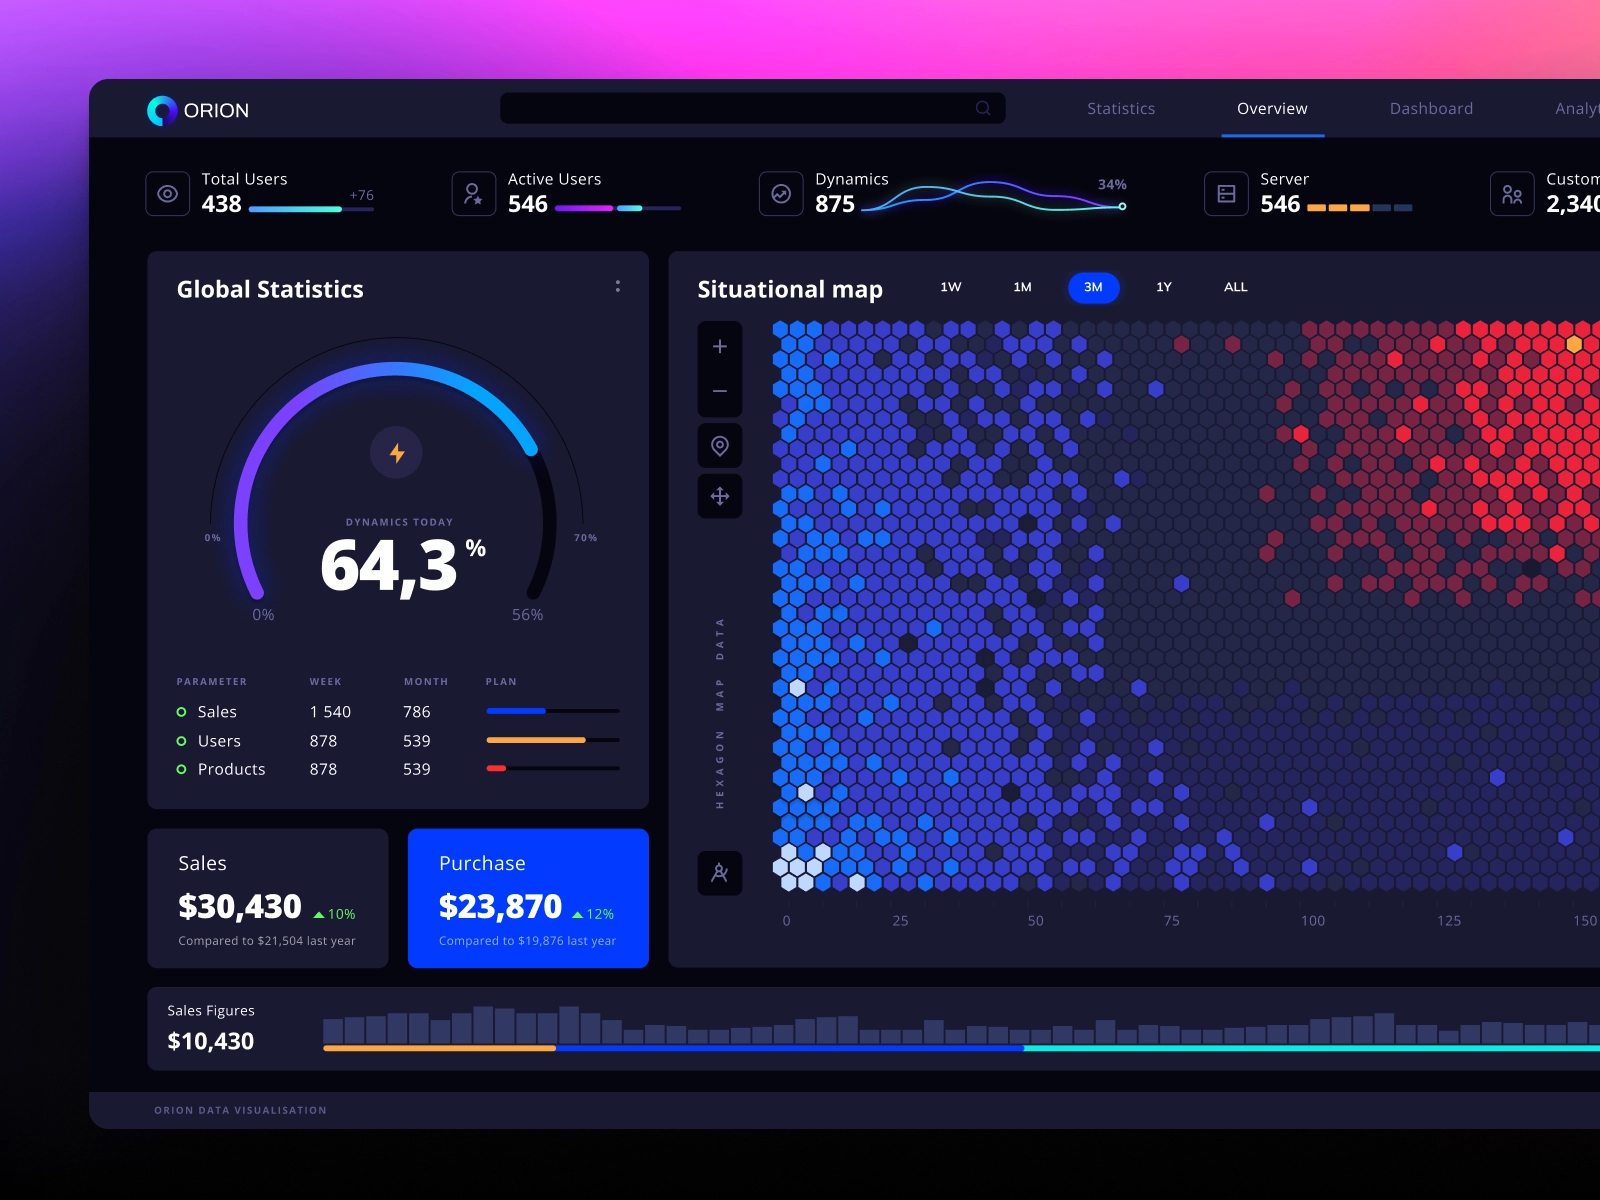 ORION
Statistics
Overview
Dashboard
Analyt
Total Users
438
+76
Active Users
546
Dynamics
875
34%
Server
546
Custom
2,340
Global Statistics
DYNAMICS TODAY
64,3 %
0%
70%
0%
56%
PARAMETER WEEK MONTH PLAN
Sales 1 540 786
Users 878 539
Products 878 539
Situational map
1W 1M 3M 1Y ALL
HEXAGON MAP DATA
0 25 50 75 100 125 150
Sales
$30,430 10%
Compared to $21,504 last year
Purchase
$23,870 12%
Compared to $19,876 last year
Sales Figures
$10,430
ORION DATA VISUALISATION